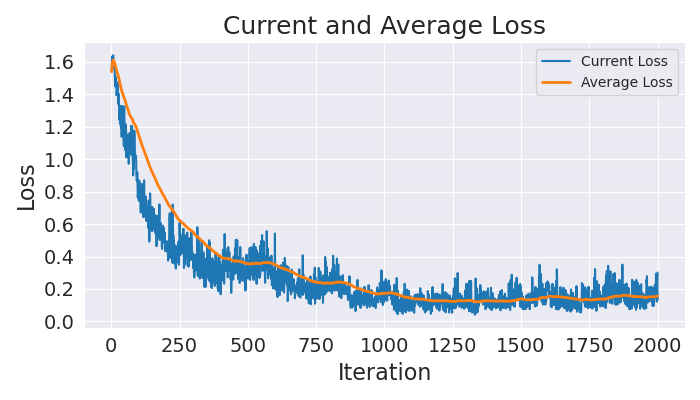 Current and Average Loss
Current Loss
Average Loss
Loss
1.6
1.4
1.2
1.0
0.8
0.6
0.4
0.2
0.0
0 250 500 750 1000 1250 1500 1750 2000
Iteration